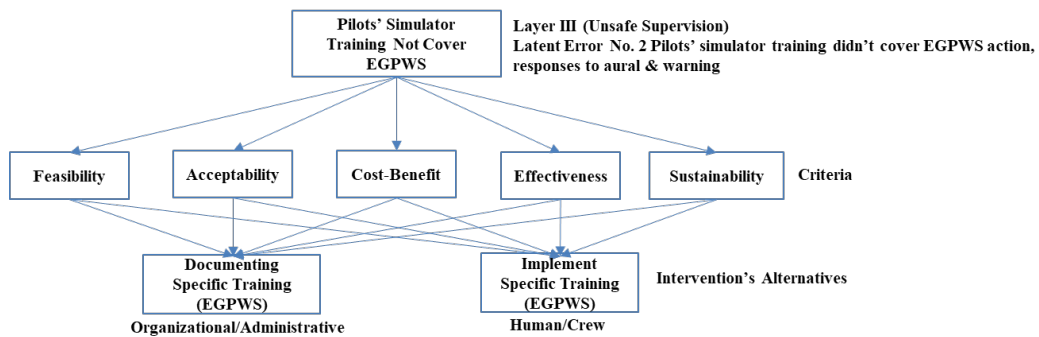 Pilots’ Simulator
Training Not Cover
EGPWS
Layer III (Unsafe Supervision)
Latent Error No. 2 Pilots’ simulator training didn’t cover EGPWS action,
responses to aural & warning
Feasibility
Acceptability
Cost-Benefit
Effectiveness
Sustainability
Criteria
Documenting
Specific Training
(EGPWS)
Organizational/Administrative
Implement
Specific Training
(EGPWS)
Human/Crew
Intervention’s Alternatives